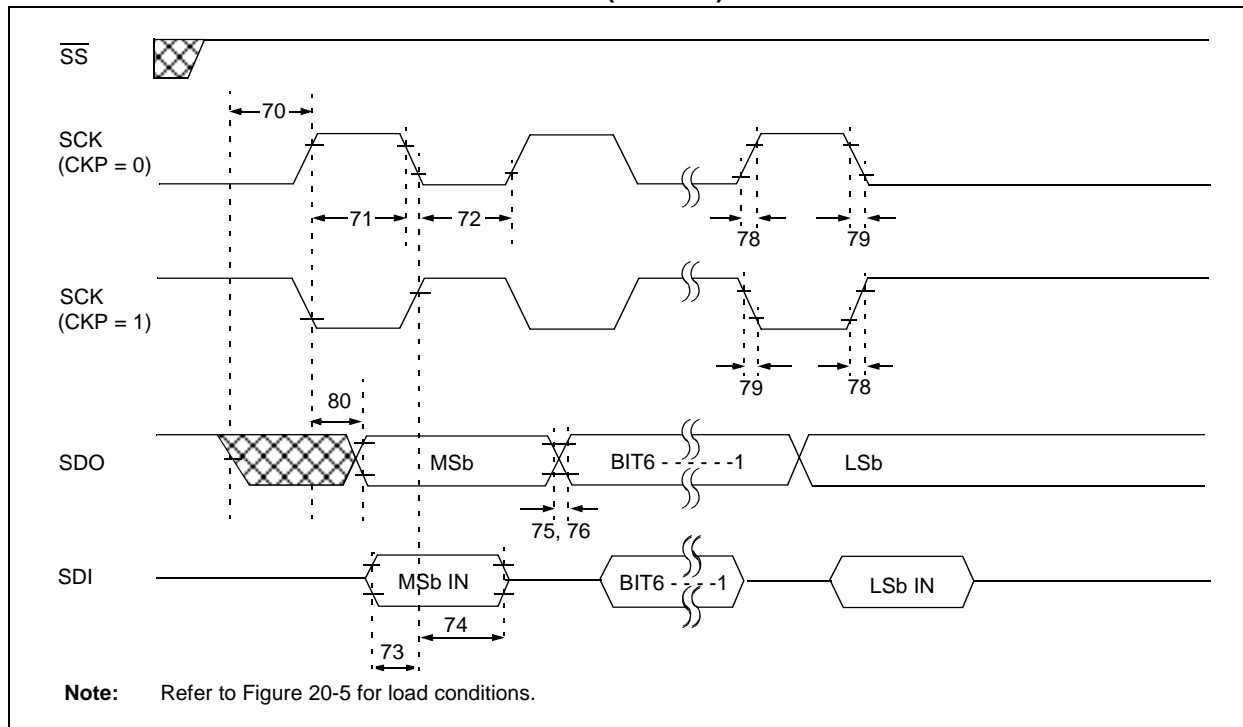 SS
70
SCK
(CKP = 0)
71
72
78
79
SCK
(CKP = 1)
79
78
80
SDO
MSb
BIT6 - - - - - -1
LSb
75, 76
SDI
MSb IN
BIT6 - - - -1
LSb IN
74
73
Note: Refer to Figure 20-5 for load conditions.